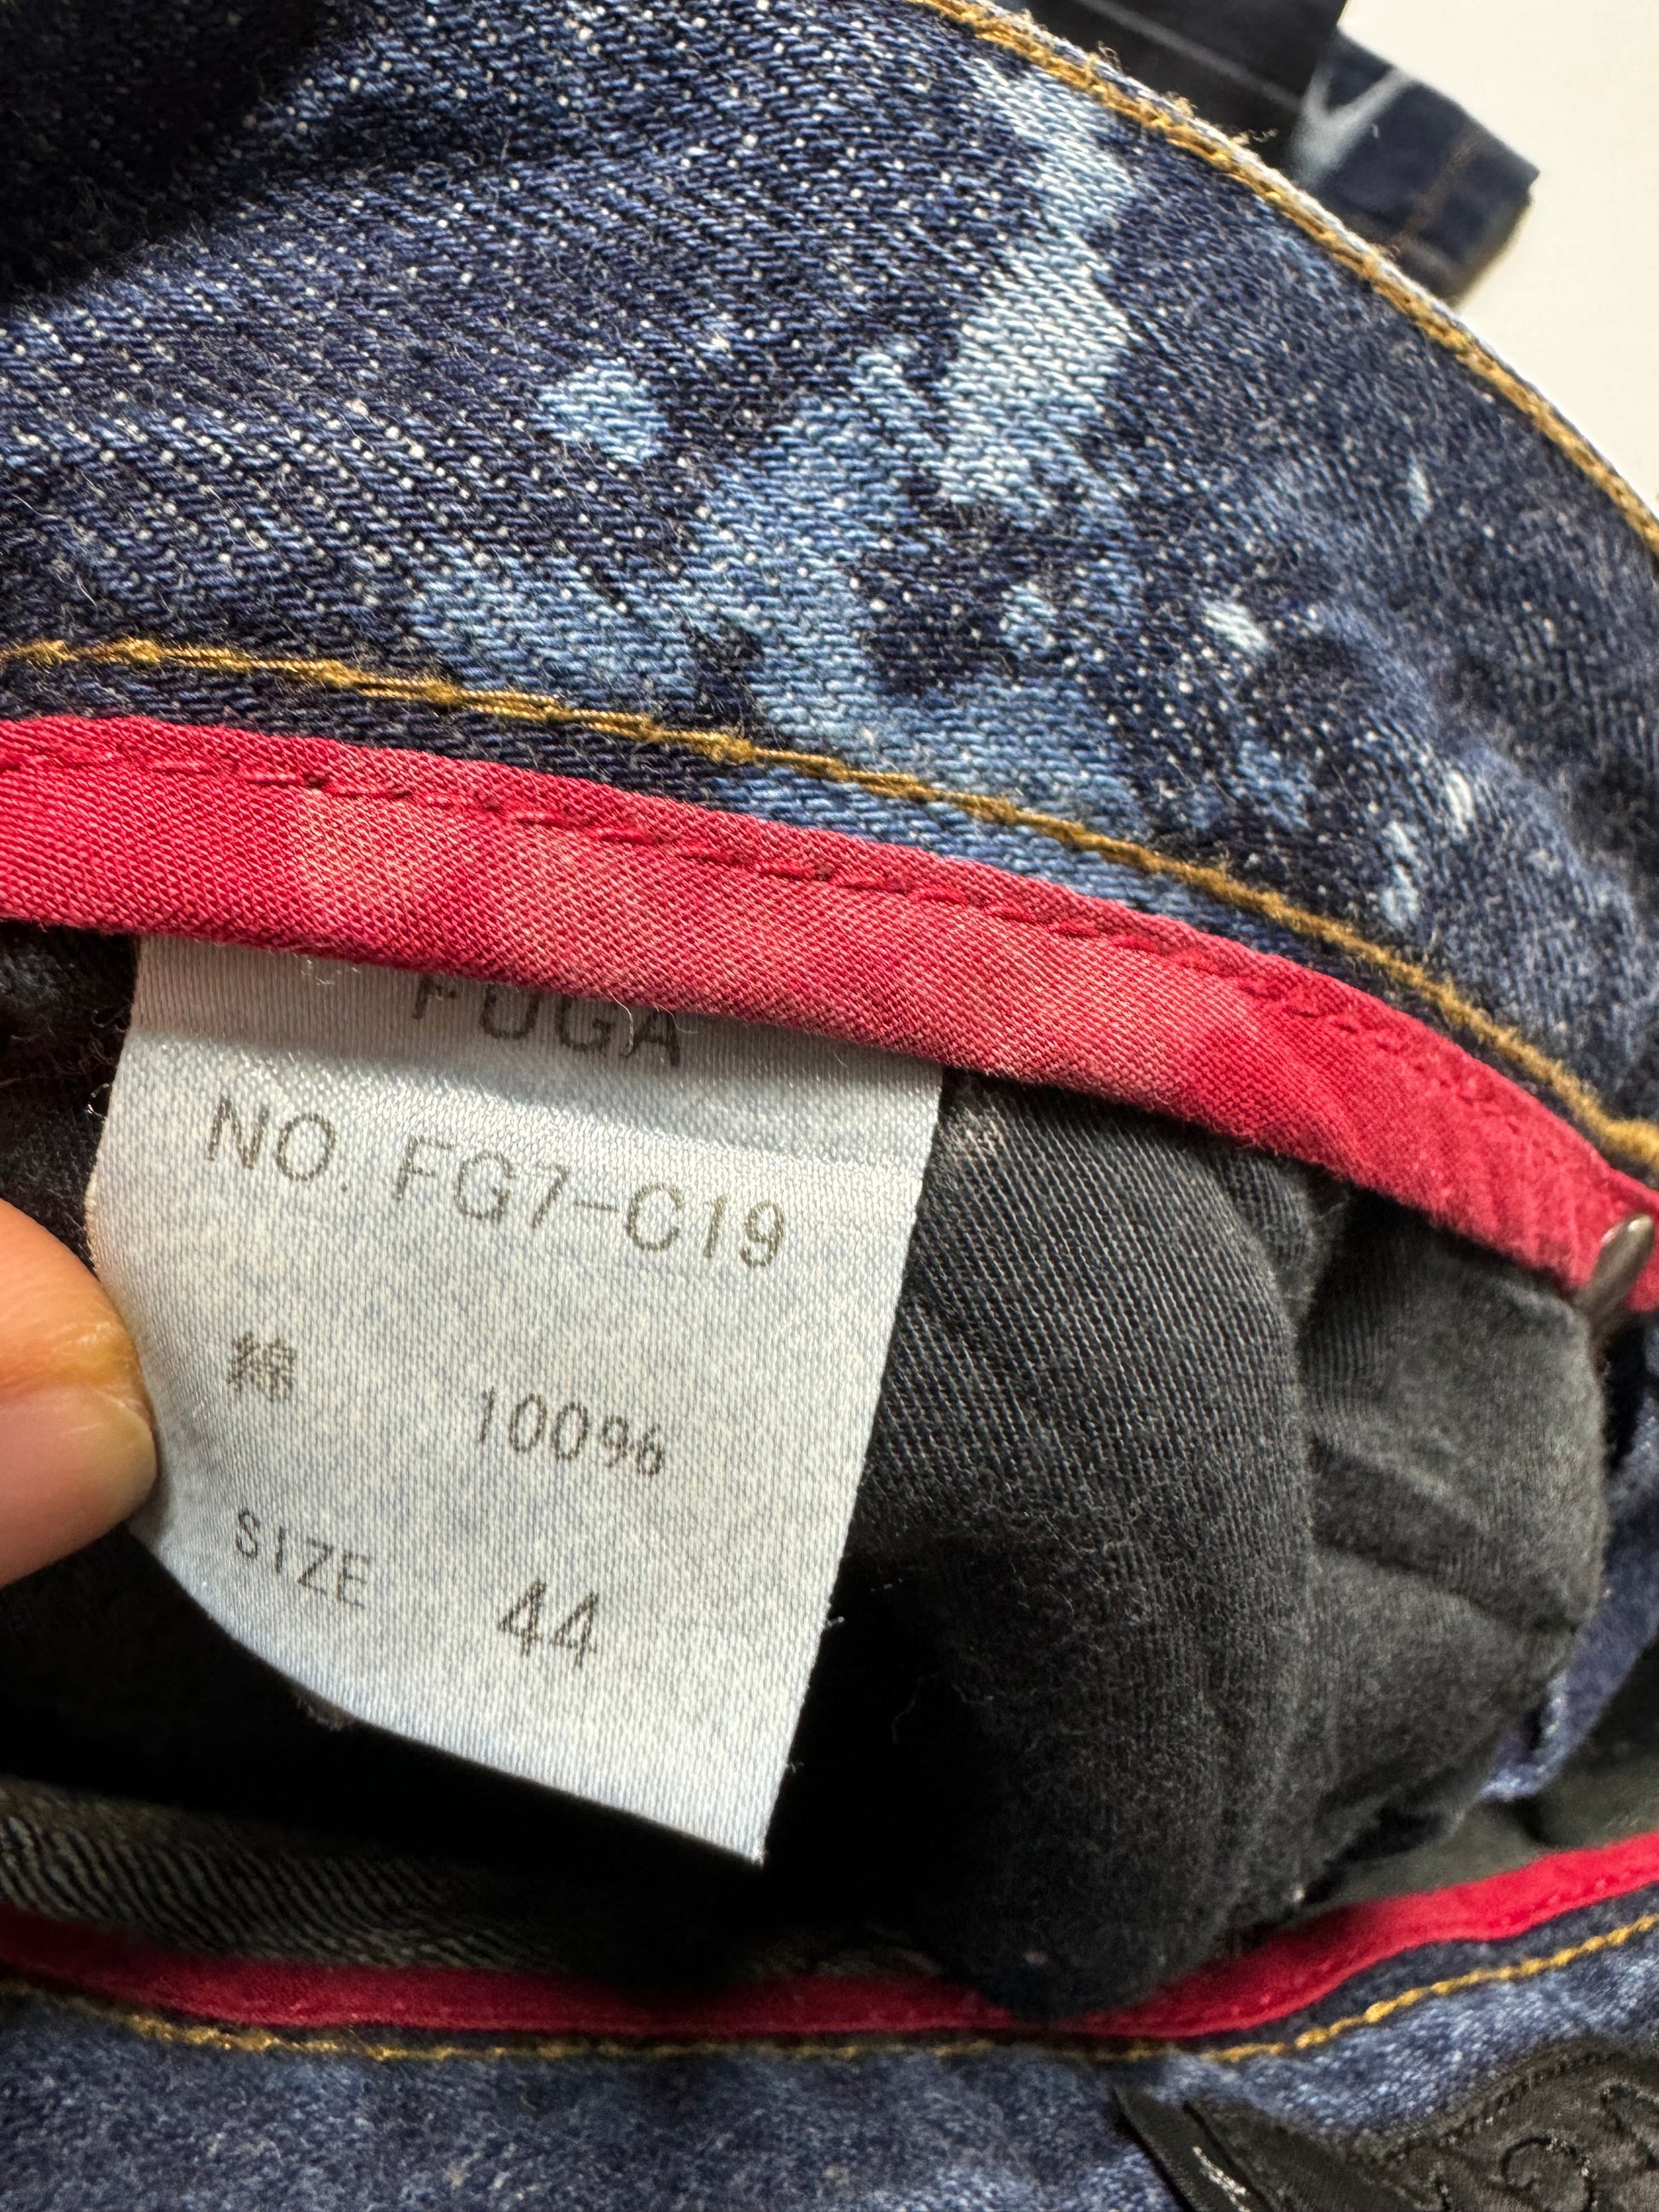 FUGA
NO. FG7-C19
綿 100%
SIZE 44